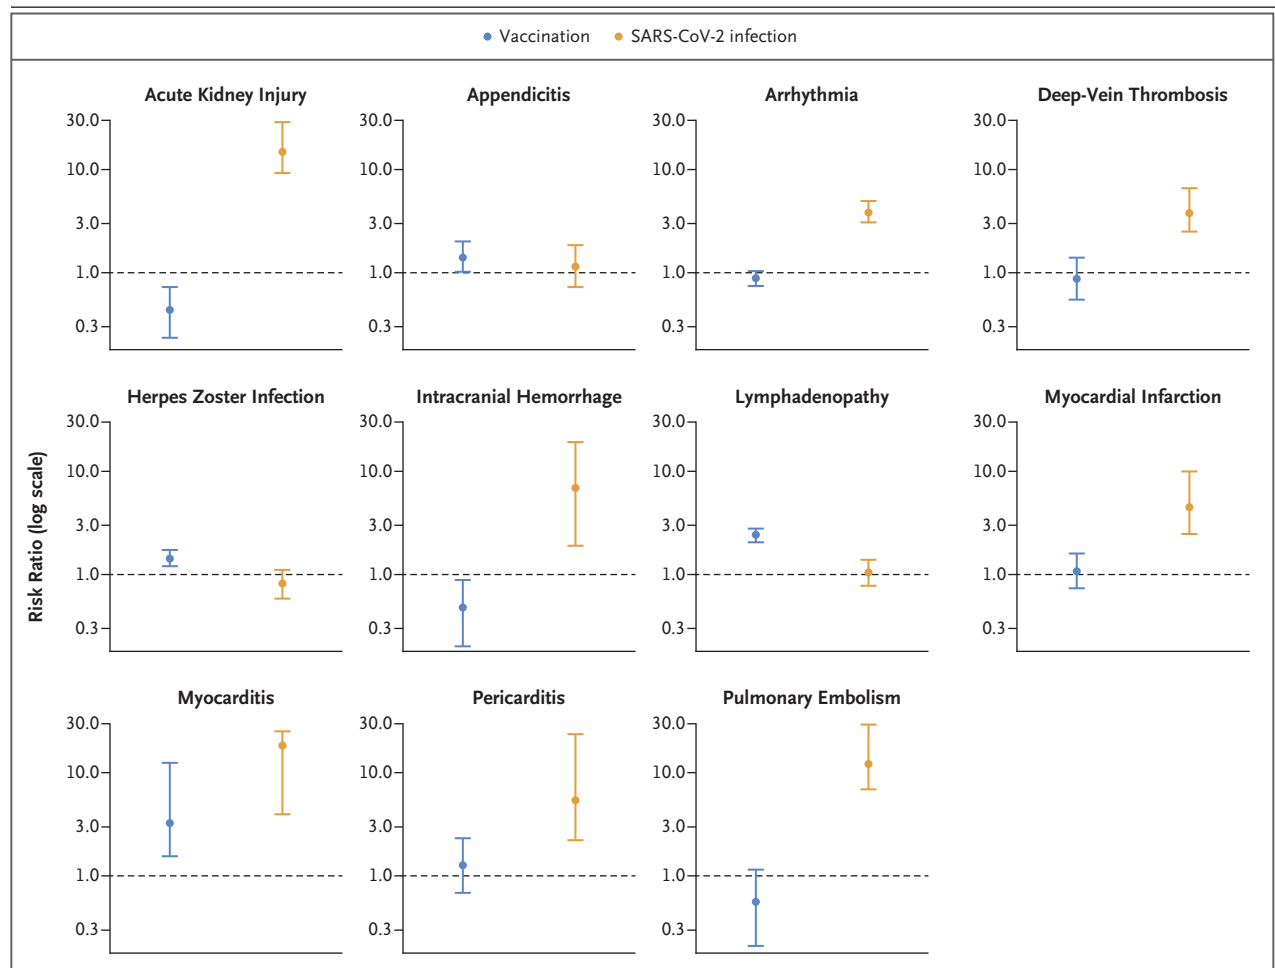 Vaccination SARS-CoV-2 infection
Acute Kidney Injury Appendicitis Arrhythmia Deep-Vein Thrombosis
30.0 30.0 30.0 30.0
10.0 10.0 10.0 10.0
3.0 3.0 3.0 3.0
1.0 1.0 1.0 1.0
0.3 0.3 0.3 0.3
Risk Ratio (log scale)
Herpes Zoster Infection Intracranial Hemorrhage Lymphadenopathy Myocardial Infarction
30.0 30.0 30.0 30.0
10.0 10.0 10.0 10.0
3.0 3.0 3.0 3.0
1.0 1.0 1.0 1.0
0.3 0.3 0.3 0.3
Myocarditis Pericarditis Pulmonary Embolism
30.0 30.0 30.0
10.0 10.0 10.0
3.0 3.0 3.0
1.0 1.0 1.0
0.3 0.3 0.3